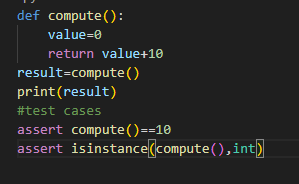 def compute():
    value=0
    return value+10
result=compute()
print(result)
#test cases
assert compute()==10
assert isinstance(compute(),int)